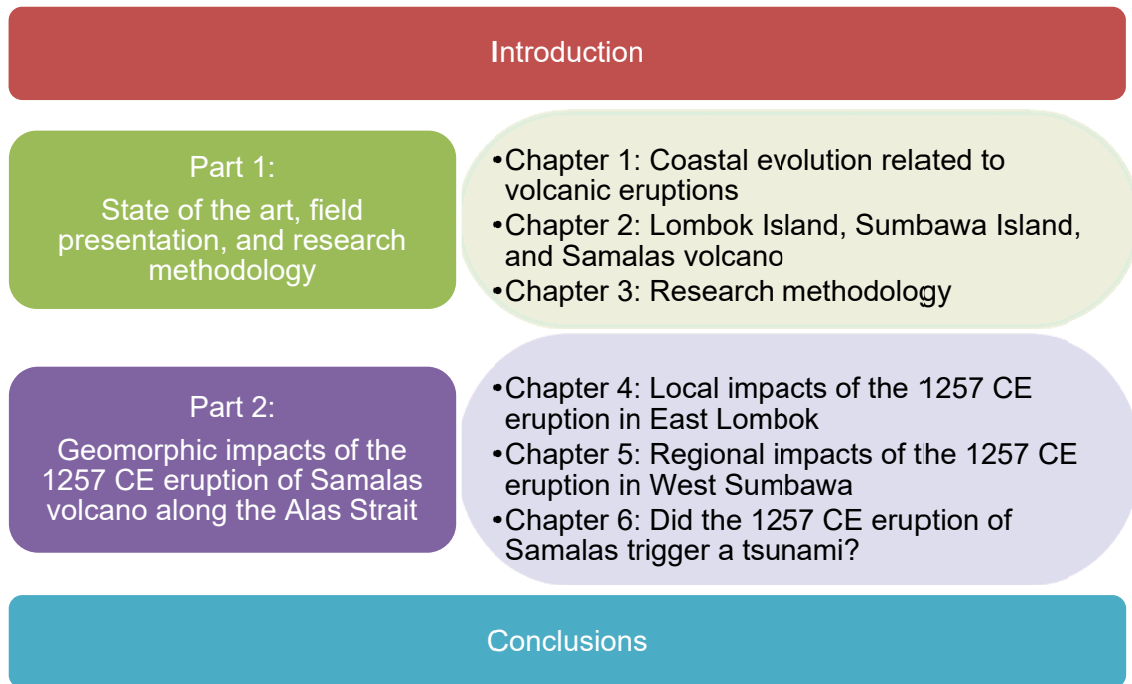 Introduction
Part 1:
State of the art, field
presentation, and research
methodology
•Chapter 1: Coastal evolution related to
volcanic eruptions
•Chapter 2: Lombok Island, Sumbawa Island,
and Samalas volcano
•Chapter 3: Research methodology
Part 2:
Geomorphic impacts of the
1257 CE eruption of Samalas
volcano along the Alas Strait
•Chapter 4: Local impacts of the 1257 CE
eruption in East Lombok
•Chapter 5: Regional impacts of the 1257 CE
eruption in West Sumbawa
•Chapter 6: Did the 1257 CE eruption of
Samalas trigger a tsunami?
Conclusions